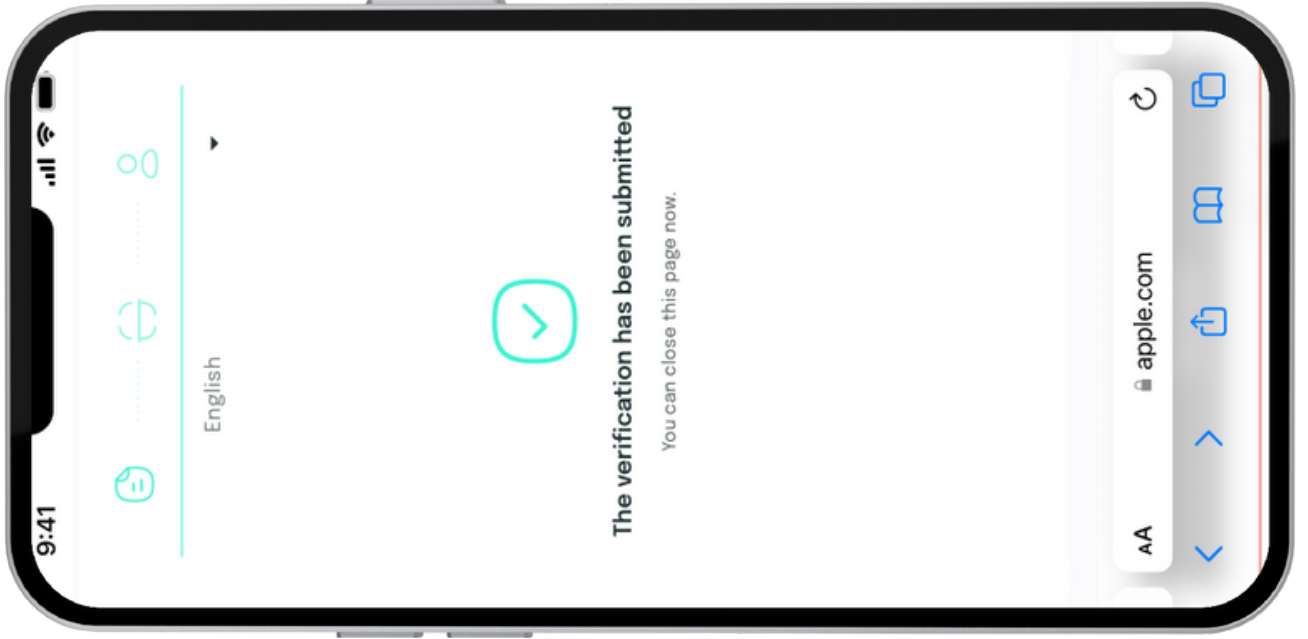 9:41
English
The verification has been submitted
You can close this page now.
AA apple.com